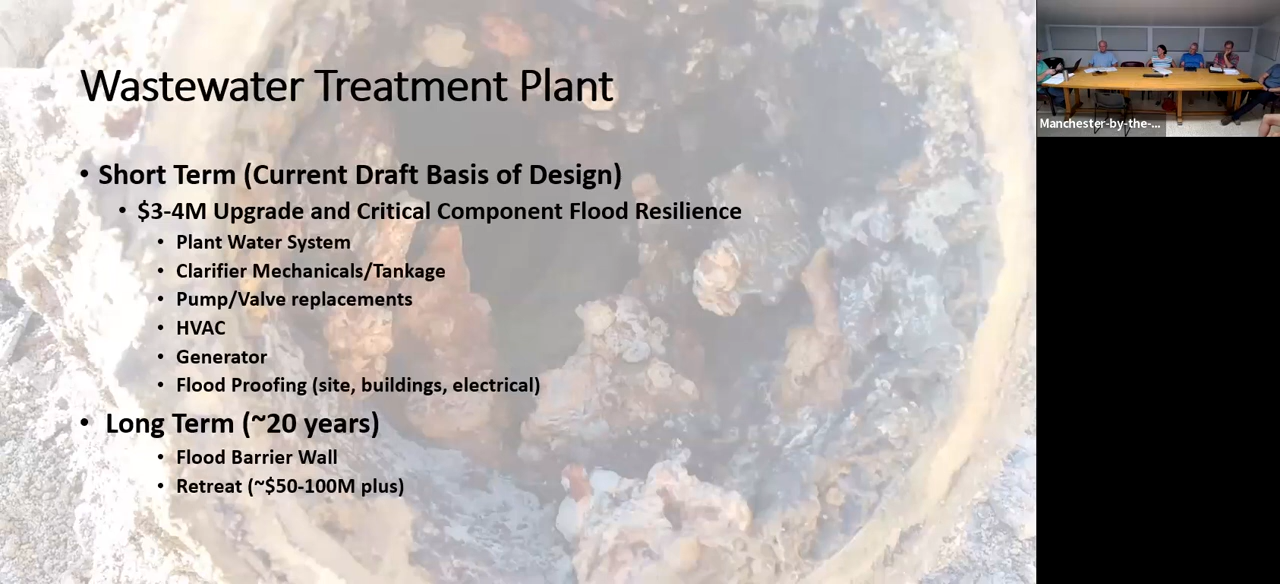 Wastewater Treatment Plant
• Short Term (Current Draft Basis of Design)
• $3-4M Upgrade and Critical Component Flood Resilience
• Plant Water System
• Clarifier Mechanicals/Tankage
• Pump/Valve replacements
• HVAC
• Generator
• Flood Proofing (site, buildings, electrical)
• Long Term (~20 years)
• Flood Barrier Wall
• Retreat (~$50-100M plus)
Manchester-by-the-...